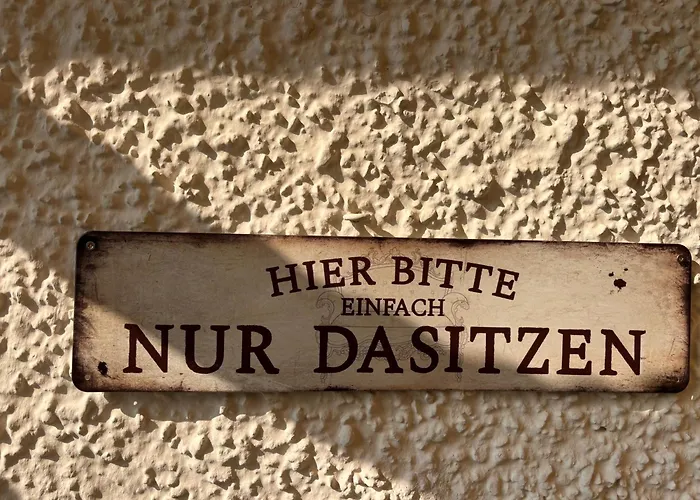 HIER BITTE
EINFACH
NUR DASITZEN